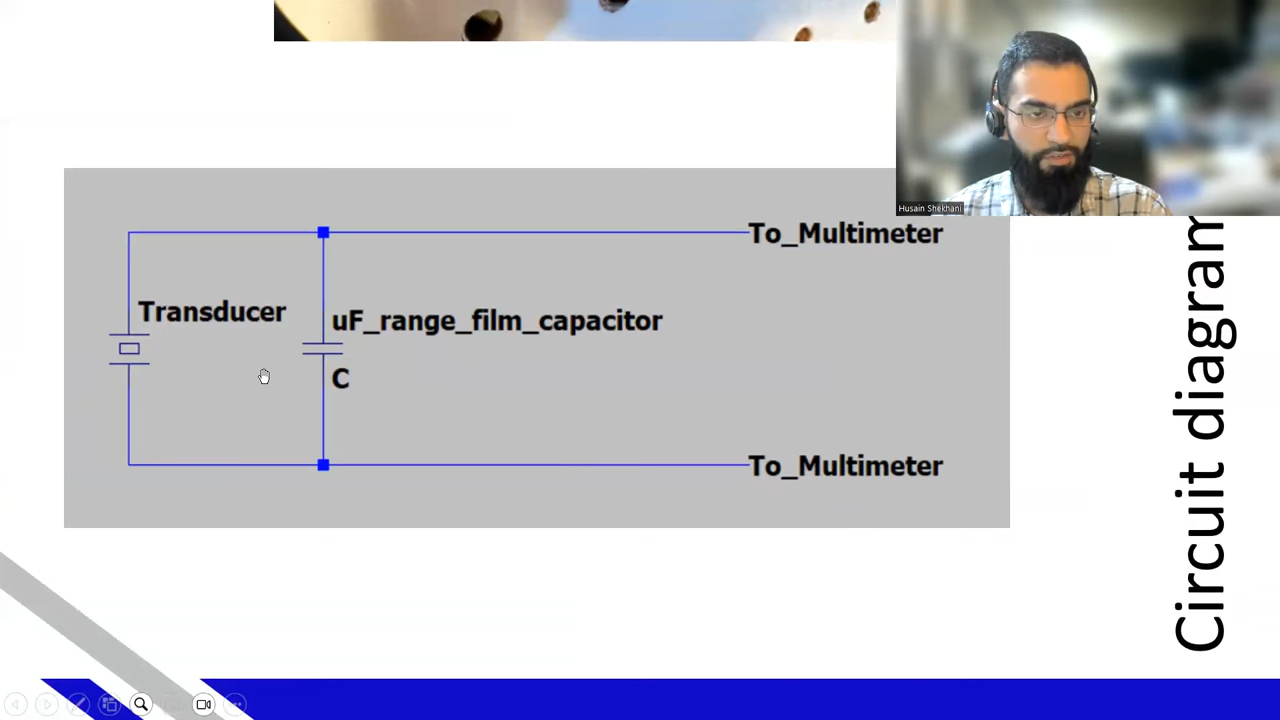 Husain Shekhani
To_Multimeter
Transducer
uF_range_film_capacitor
C
To_Multimeter
Circuit diagram